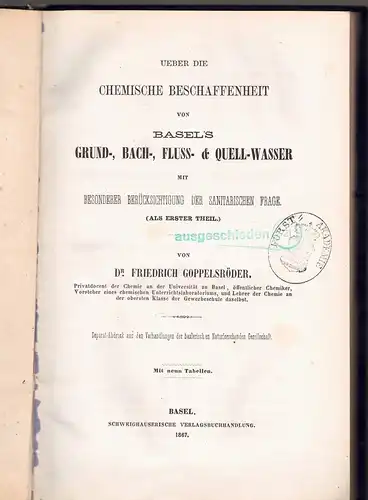 UEBER DIE
CHEMISCHE BESCHAFFENHEIT
VON
BASEL'S
GRUND-, BACH-, FLUSS- & QUELL-WASSER
MIT
BESONDERER BERÜCKSICHTIGUNG DER SANITARISCHEN FRAGE.
(ALS ERSTER THEIL.)
ausgeschieden
FORST AKADEMIE
VON
DR. FRIEDRICH GOPPELSRÖDER,
Privatdocent der Chemie an der Universität zu Basel, öffentlicher Chemiker,
Vorsteher eines chemischen Unterrichtslaboratoriums, und Lehrer der Chemie an
der obersten Klasse der Gewerbeschule daselbst.
Separat-Abdruck aus den Verhandlungen der baslerischen Naturforschenden Gesellschaft.
Mit neun Tabellen.
BASEL.
SCHWEIGHAUSERISCHE VERLAGSBUCHHANDLUNG.
1867.